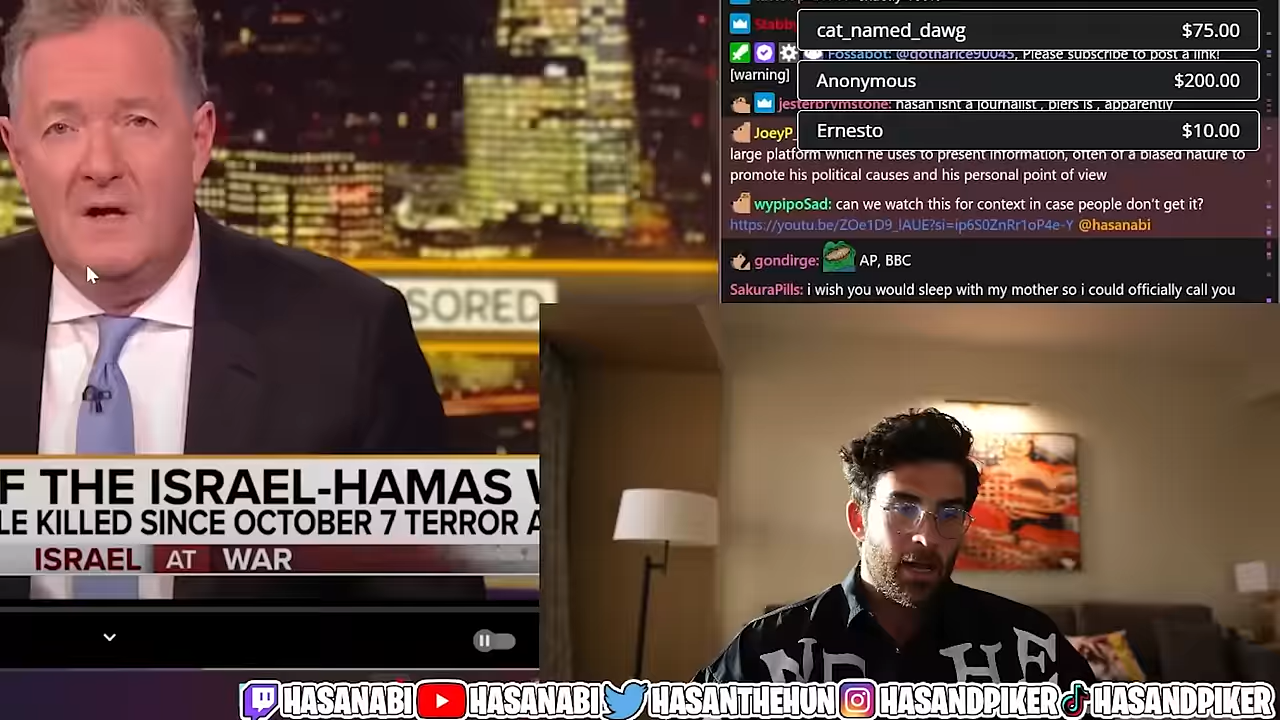 Stabb
cat_named_dawg $75.00
Fossabot: @gotharice90045, Please subscribe to post a link!
[warning]
Anonymous $200.00
jesterbrymstone: hasan isnt a journalist , piers is , apparently
JoeyP_
Ernesto $10.00
large platform which he uses to present information, often of a biased nature to
promote his political causes and his personal point of view
wypipoSad: can we watch this for context in case people don't get it?
https://youtu.be/ZOe1D9_lAUE?si=ip6S0ZnRr1oP4e-Y @hasanabi
gondirge: AP, BBC
SakuraPills: i wish you would sleep with my mother so i could officially call you
SORED
F THE ISRAEL-HAMAS
LE KILLED SINCE OCTOBER 7 TERROR A
ISRAEL AT WAR
HASANABI HASANABI HASANTHEHUN HASANDPIKER HASANDPIKER